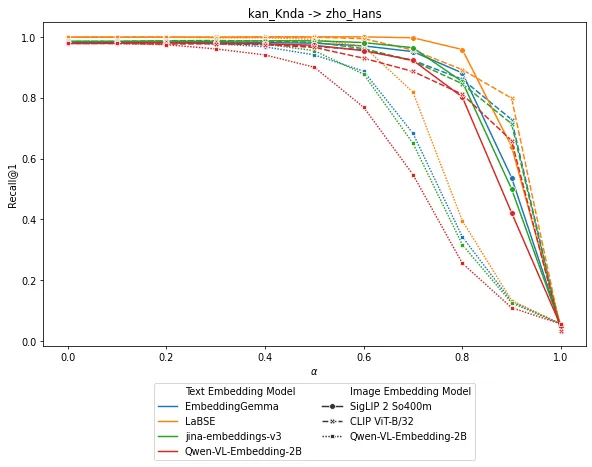 kan_Knda -> zho_Hans
Recall@1
1.0
0.8
0.6
0.4
0.2
0.0
0.0 0.2 0.4 0.6 0.8 1.0
α
Text Embedding Model
EmbeddingGemma
LaBSE
jina-embeddings-v3
Qwen-VL-Embedding-2B
Image Embedding Model
SigLIP 2 So400m
CLIP ViT-B/32
Qwen-VL-Embedding-2B